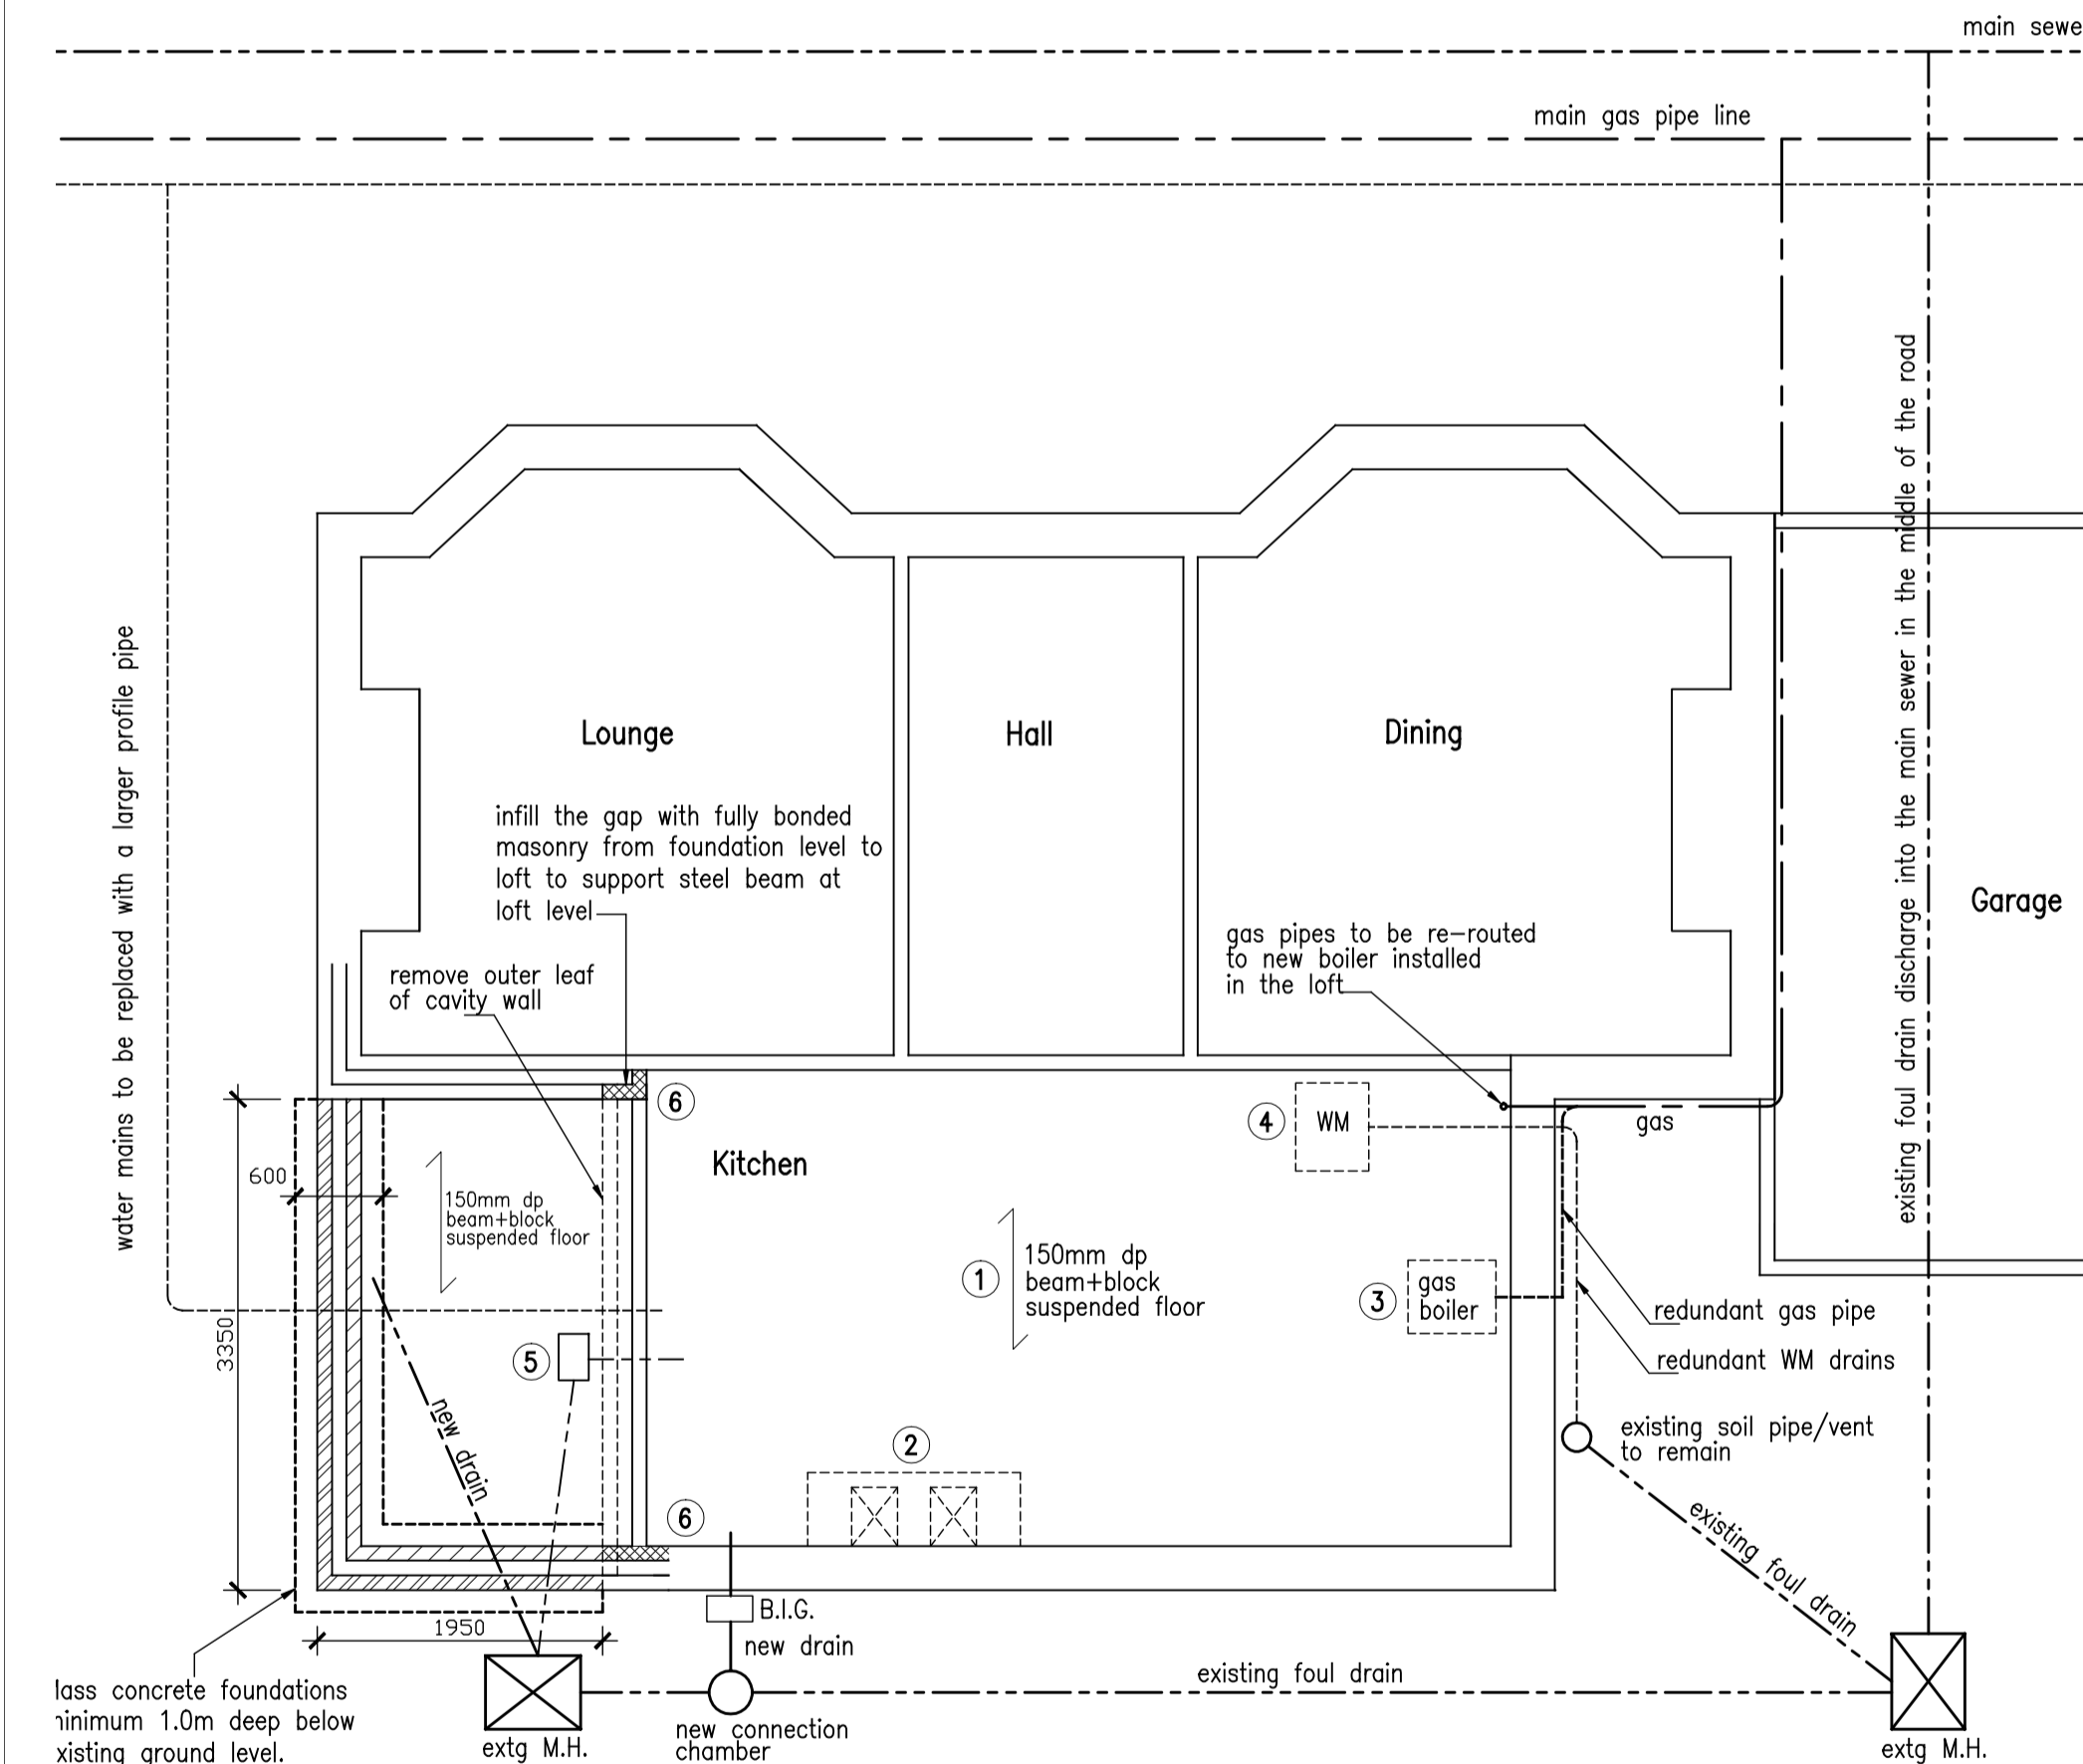 main sewe
main gas pipe line
existing foul drain discharge into the main sewer in the middle of the road
water mains to be replaced with a larger profile pipe
Lounge
Hall
Dining
Garage
infill the gap with fully bonded
masonry from foundation level to
loft to support steel beam at
loft level
remove outer leaf
of cavity wall
gas pipes to be re-routed
to new boiler installed
in the loft
6
4
WM
gas
Kitchen
600
150mm dp
beam+block
suspended floor
1
150mm dp
beam+block
suspended floor
3
gas
boiler
redundant gas pipe
redundant WM drains
3350
5
new drain
2
6
existing soil pipe/vent
to remain
existing foul drain
B.I.G.
new drain
1950
existing foul drain
lass concrete foundations
inimum 1.0m deep below
xisting ground level.
extg M.H.
new connection
chamber
extg M.H.